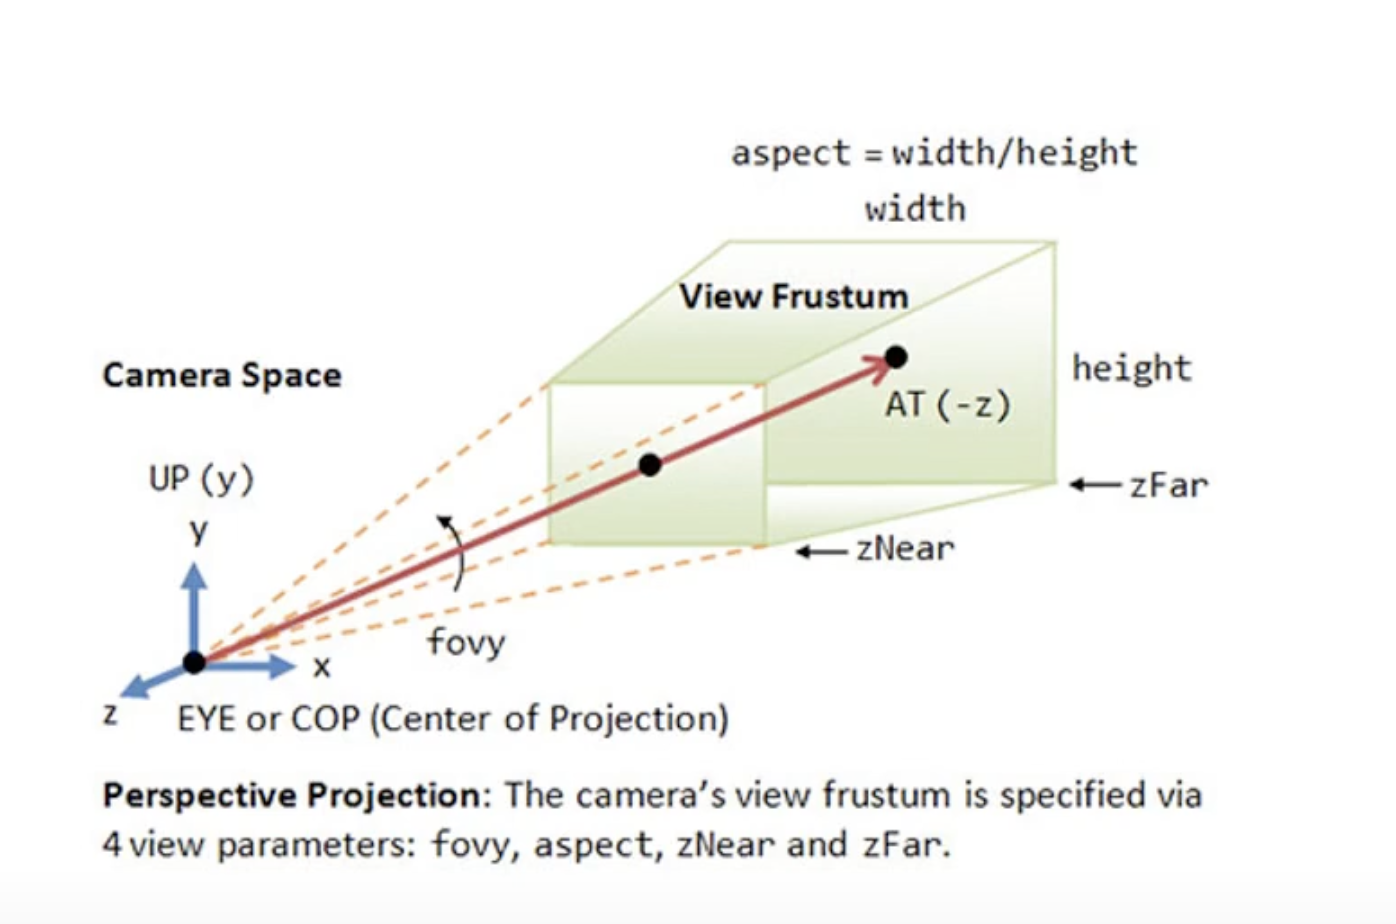 aspect = width/height
width
View Frustum
Camera Space
height
AT (-z)
UP (y)
y
zFar
zNear
fovy
x
z
EYE or COP (Center of Projection)
Perspective Projection: The camera’s view frustum is specified via
4 view parameters: fovy, aspect, zNear and zFar.